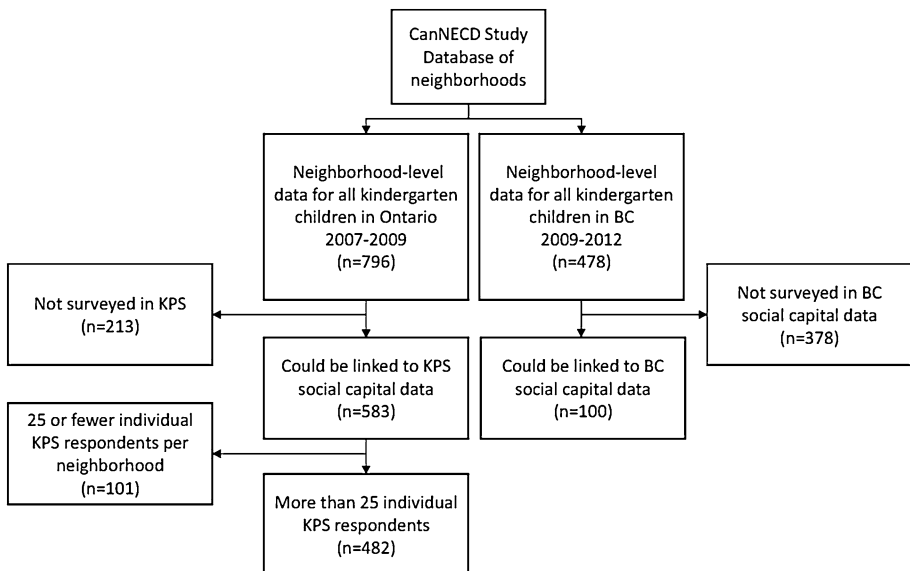 CanNECD Study
Database of
neighborhoods
Neighborhood-level
data for all kindergarten
children in Ontario
2007-2009
(n=796)
Neighborhood-level
data for all kindergarten
children in BC
2009-2012
(n=478)
Not surveyed in KPS
(n=213)
Not surveyed in BC
social capital data
(n=378)
Could be linked to KPS
social capital data
(n=583)
Could be linked to BC
social capital data
(n=100)
25 or fewer individual
KPS respondents per
neighborhood
(n=101)
More than 25 individual
KPS respondents
(n=482)